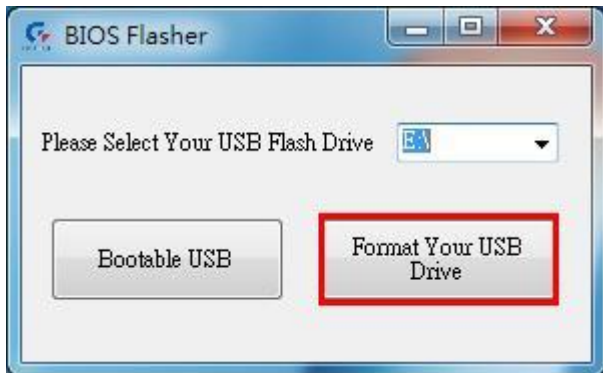 BIOS Flasher
Please Select Your USB Flash Drive E:\
Bootable USB
Format Your USB
Drive